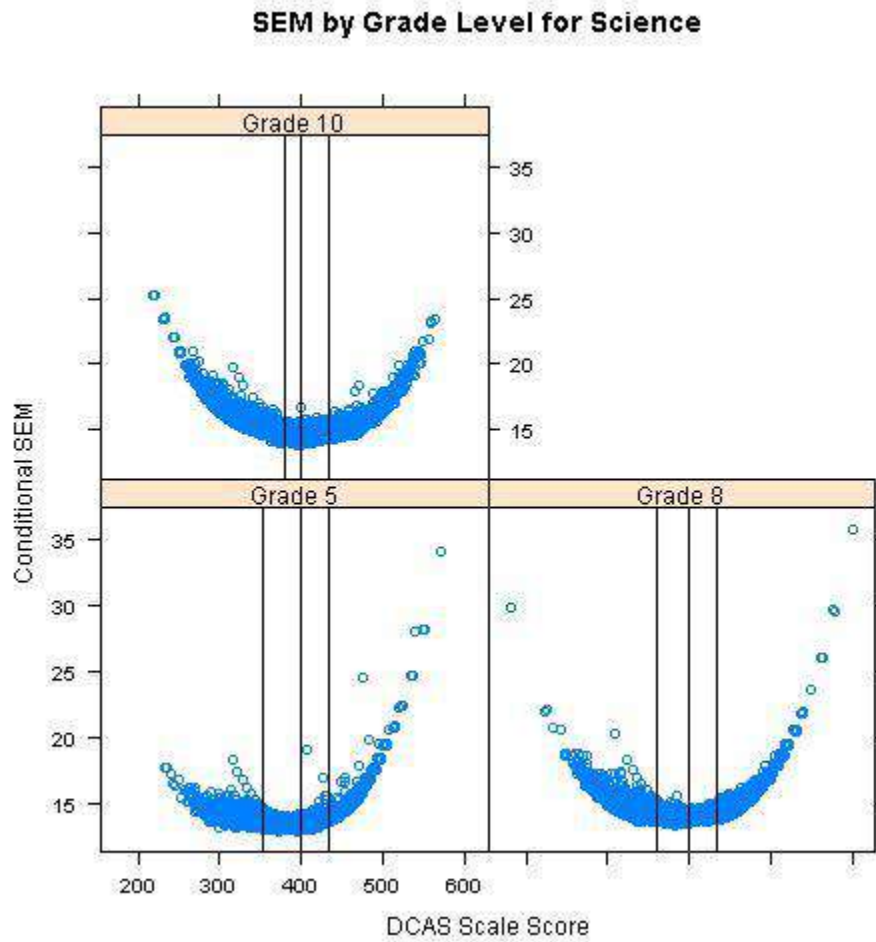 SEM by Grade Level for Science
Grade 10
35
30
25
20
15
Grade 5
Grade 8
35
30
25
20
15
Conditional SEM
200 300 400 500 600
DCAS Scale Score